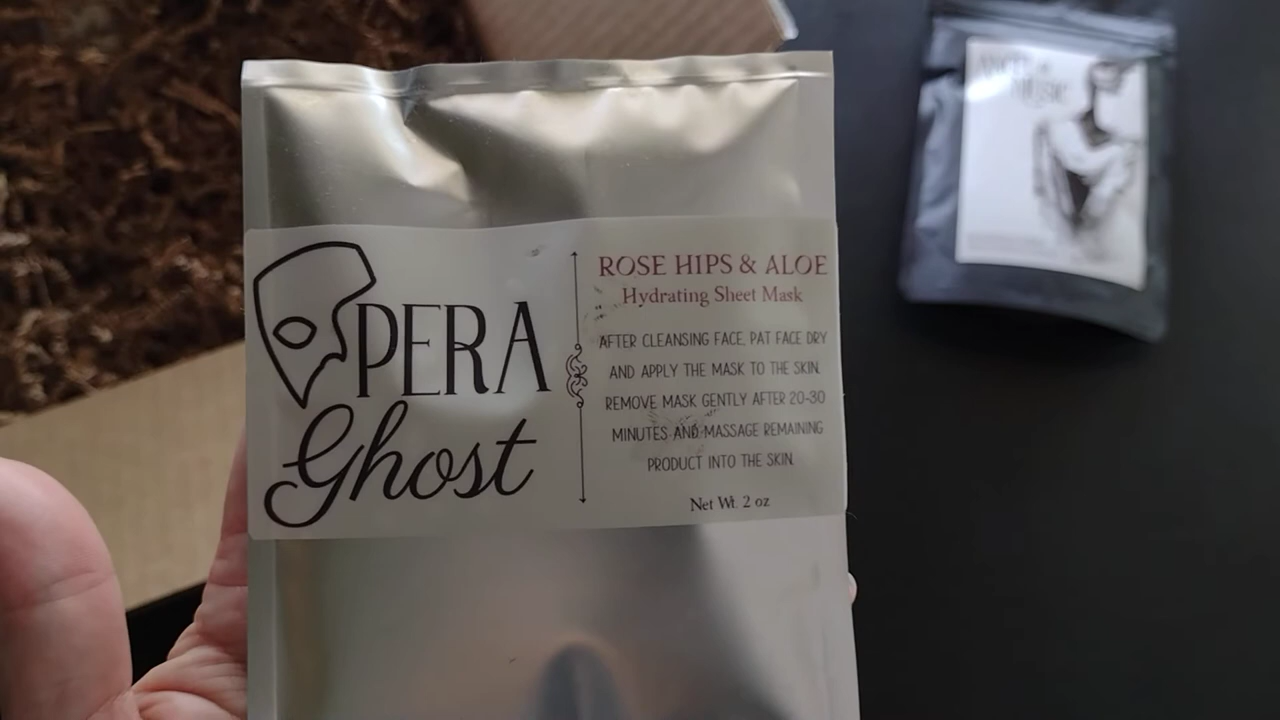 OPERA
Ghost
ROSE HIPS & ALOE
Hydrating Sheet Mask
AFTER CLEANSING FACE, PAT FACE DRY
AND APPLY THE MASK TO THE SKIN.
REMOVE MASK GENTLY AFTER 20-30
MINUTES AND MASSAGE REMAINING
PRODUCT INTO THE SKIN.
Net Wt. 2 oz
Music